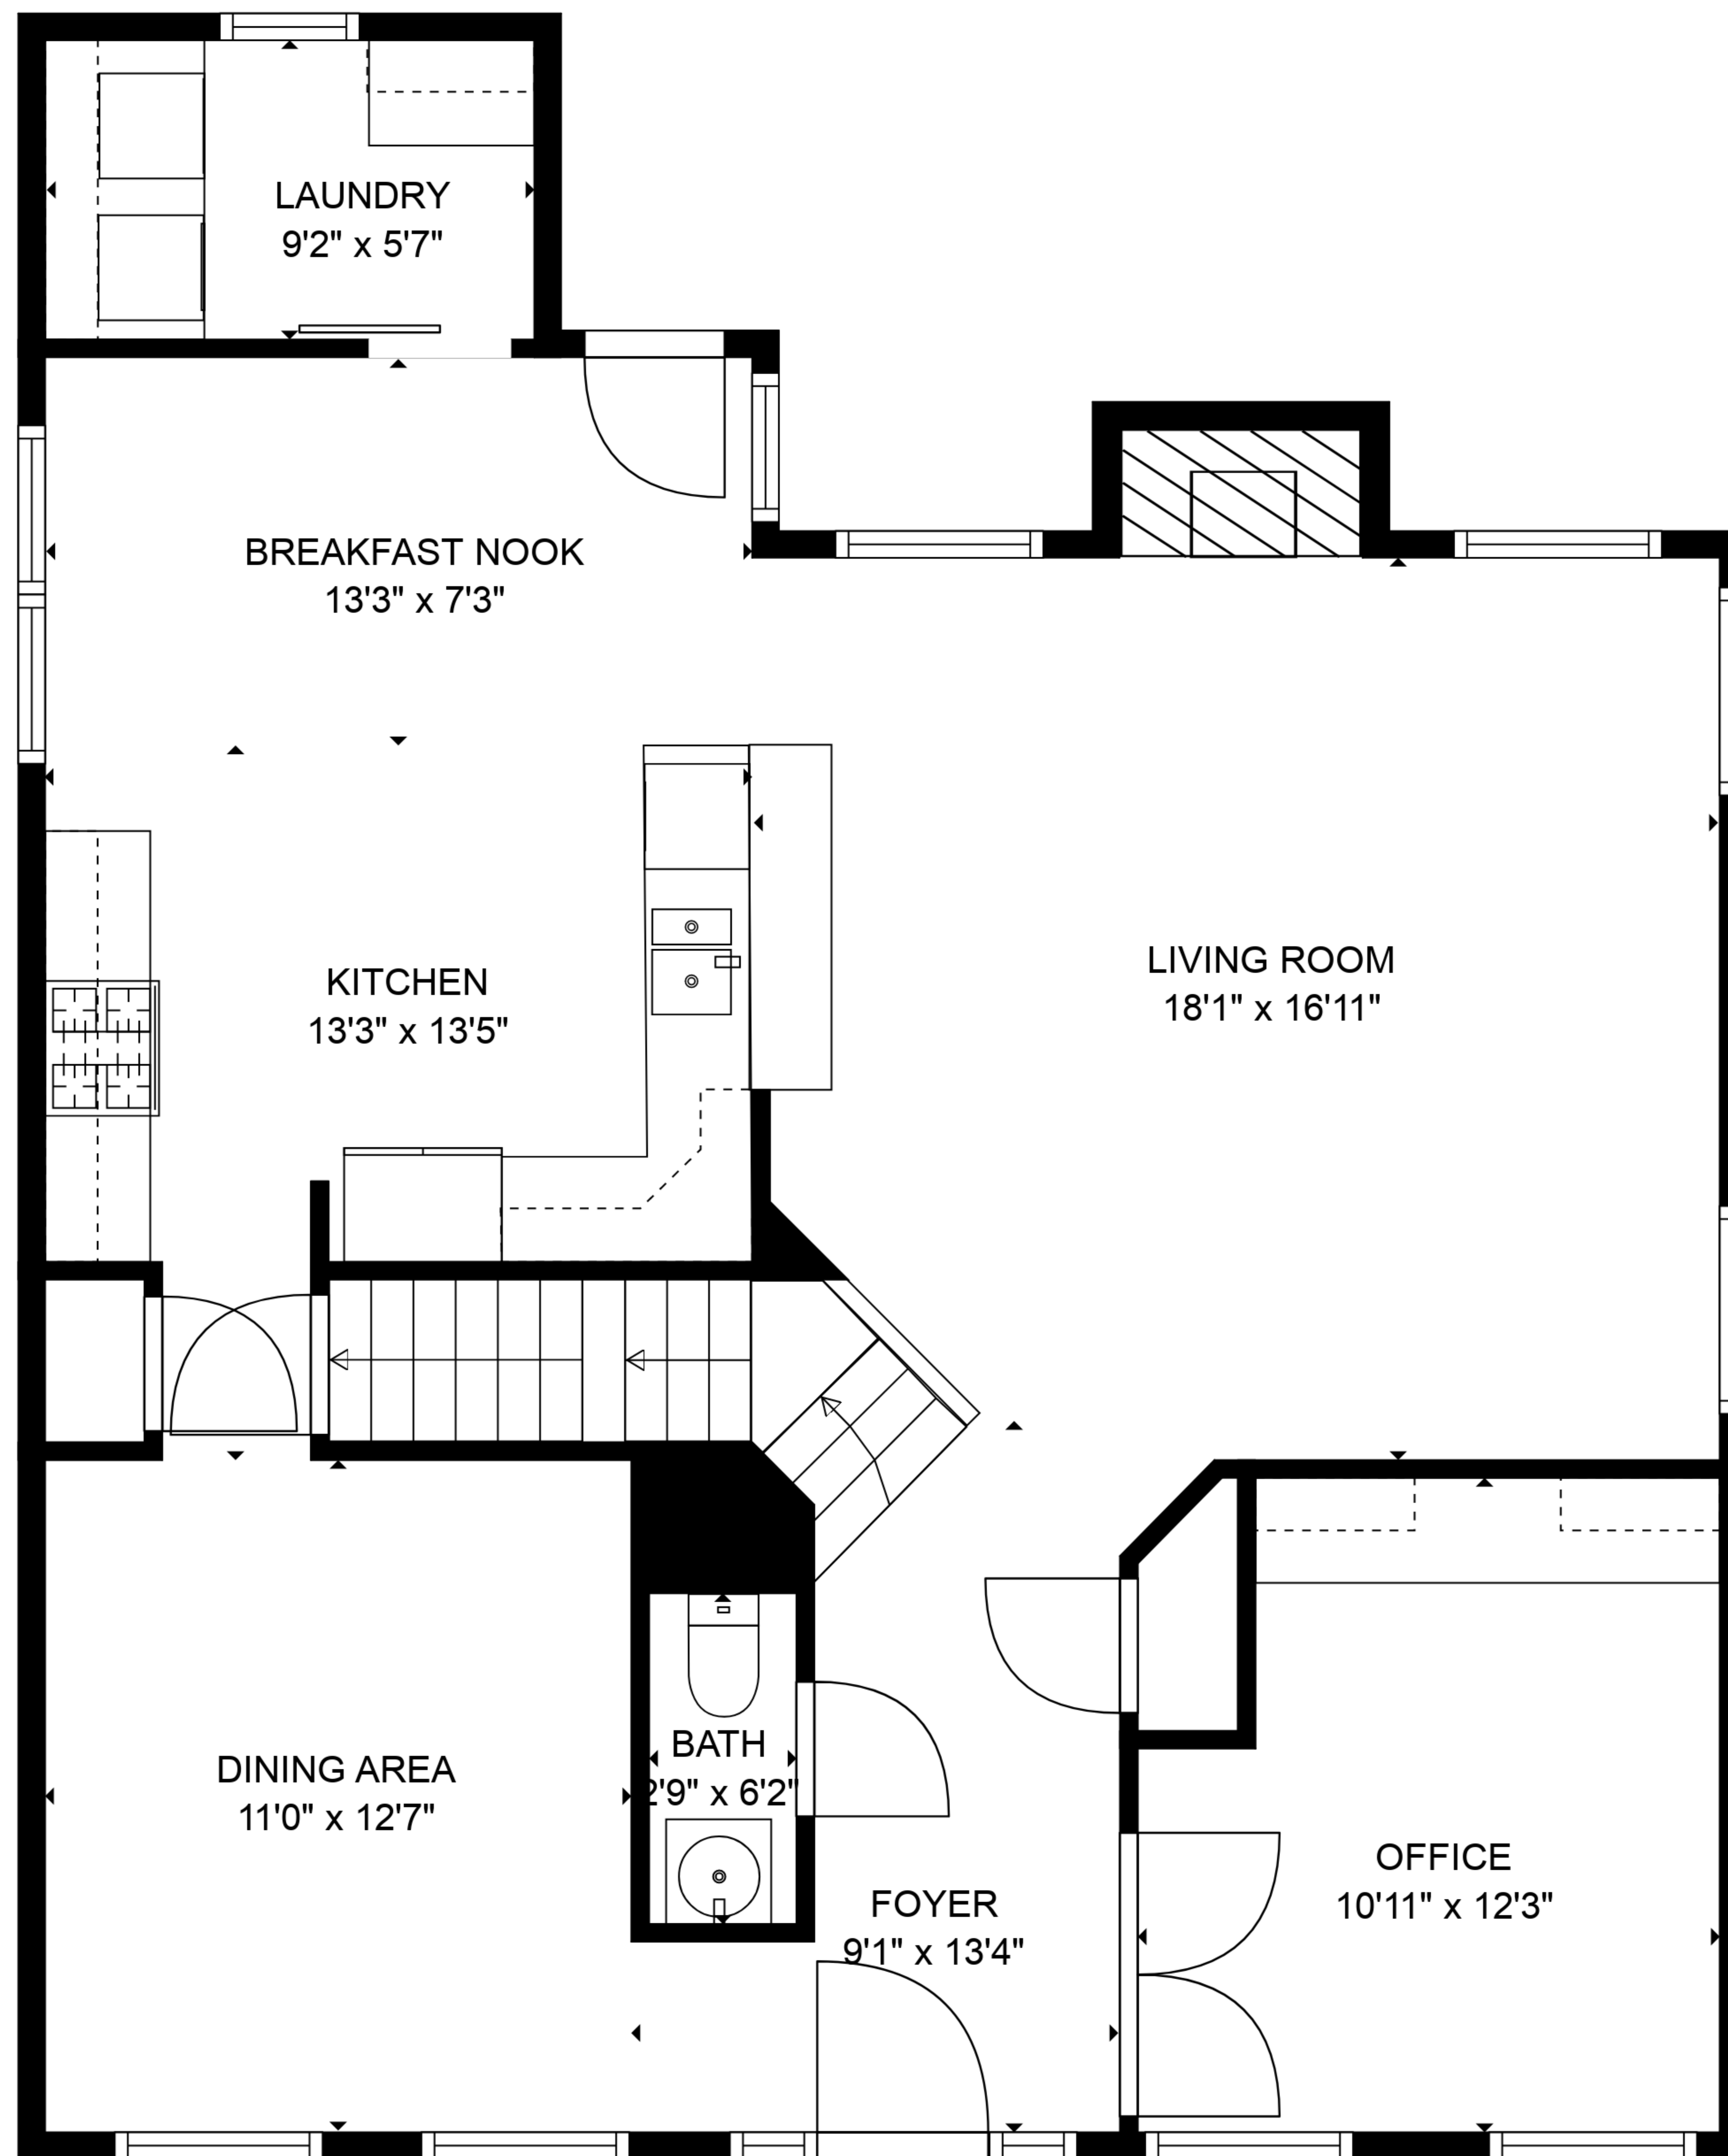 LAUNDRY
9'2" x 5'7"
BREAKFAST NOOK
13'3" x 7'3"
KITCHEN
13'3" x 13'5"
LIVING ROOM
18'1" x 16'11"
BATH
2'9" x 6'2"
DINING AREA
11'0" x 12'7"
OFFICE
10'11" x 12'3"
FOYER
9'1" x 13'4"